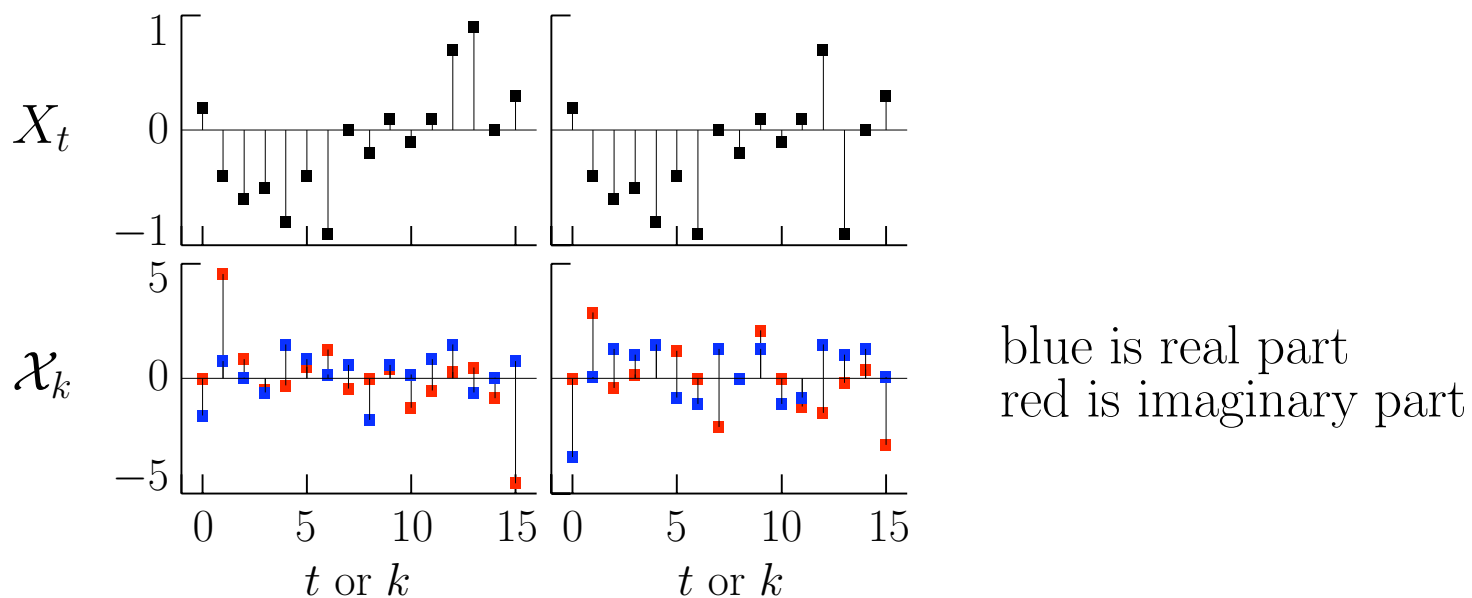 1
X_t
0
−1
5
𝒳_k
0
−5
0 5 10 15 0 5 10 15
t or k t or k
blue is real part
red is imaginary part